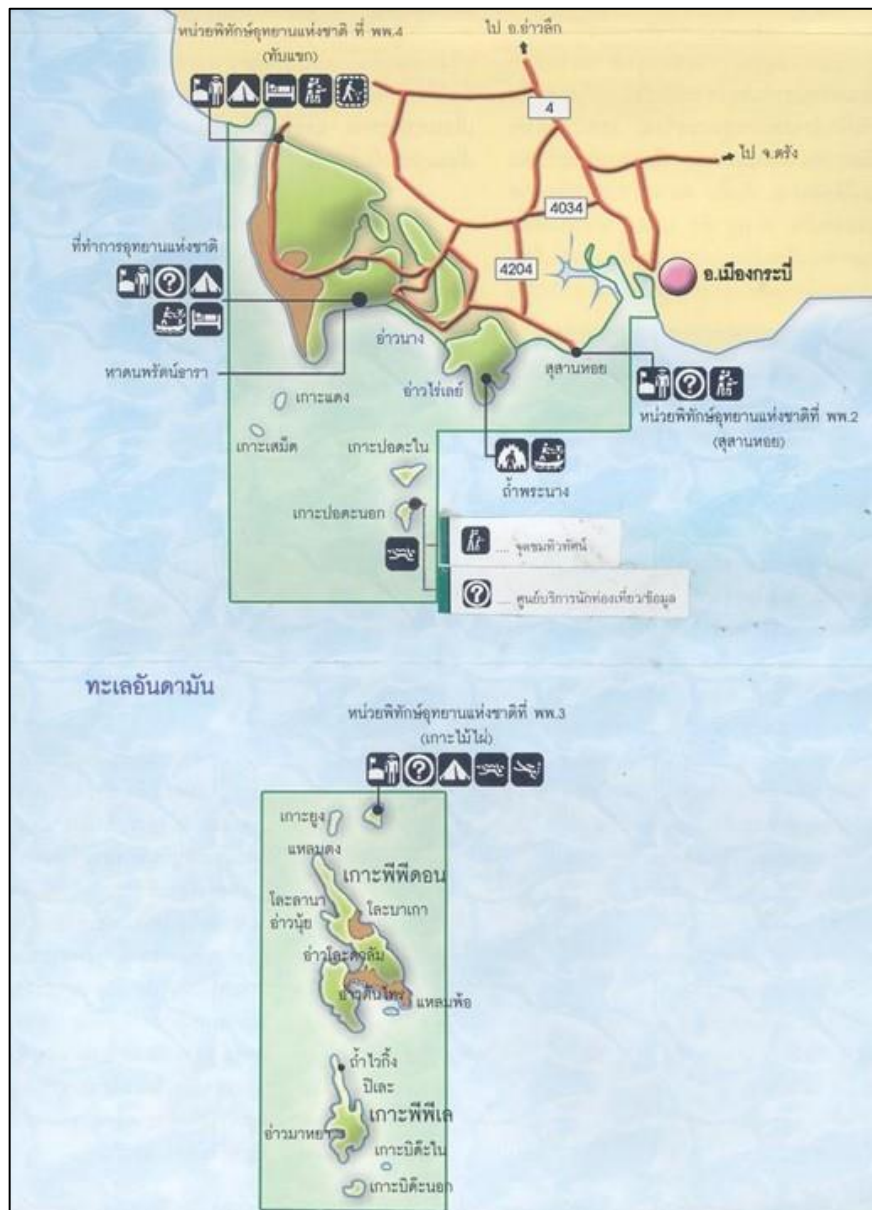 หน่วยพิทักษ์อุทยานแห่งชาติ ที่ พพ.4
(ทับแขก)
ไป อ.อ่าวลึก
4
ไป จ.ตรัง
4034
ที่ทำการอุทยานแห่งชาติ
4204
อ.เมืองกระบี่
อ่าวนาง
หาดนพรัตน์ธารา
อ่าวไร่เลย์
สุสานหอย
เกาะแดง
หน่วยพิทักษ์อุทยานแห่งชาติที่ พพ.2
(สุสานหอย)
เกาะเสม็ด
เกาะปอดะใน
ถ้ำพระนาง
เกาะปอดะนอก
.... จุดชมทิวทัศน์
.... ศูนย์บริการนักท่องเที่ยว/ข้อมูล
ทะเลอันดามัน
หน่วยพิทักษ์อุทยานแห่งชาติที่ พพ.3
(เกาะไม้ไผ่)
เกาะยูง
แหลมตง
เกาะพีพีดอน
โละลานา
โละบาเกา
อ่าวนุ้ย
อ่าวโละดาลัม
อ่าวต้นไทร
แหลมพ้อ
ถ้ำไวกิ้ง
ปิเละ
เกาะพีพีเล
อ่าวมาหยา
เกาะบิดะใน
เกาะบิดะนอก